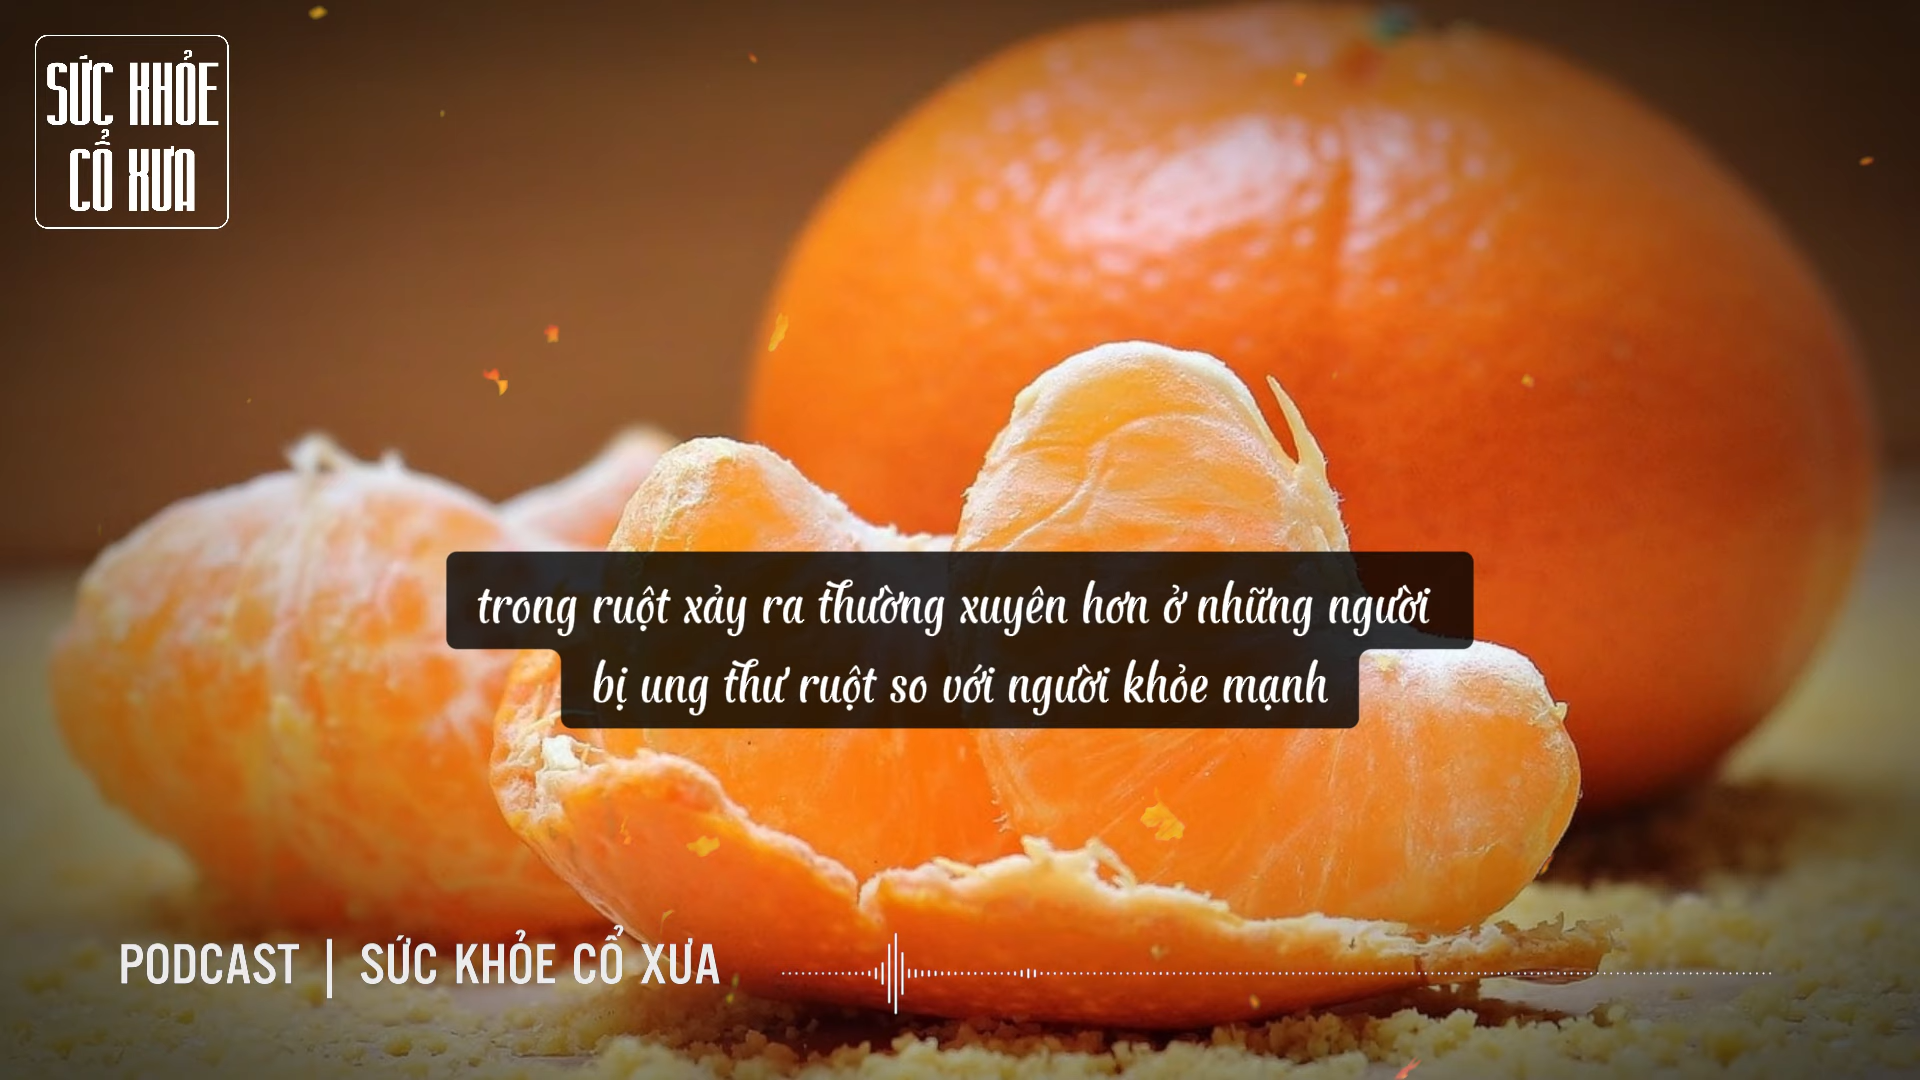 SỨC KHỎE
CỔ XƯA
trong ruột xảy ra thường xuyên hơn ở những người
bị ung thư ruột so với người khỏe mạnh
PODCAST | SỨC KHỎE CỔ XƯA